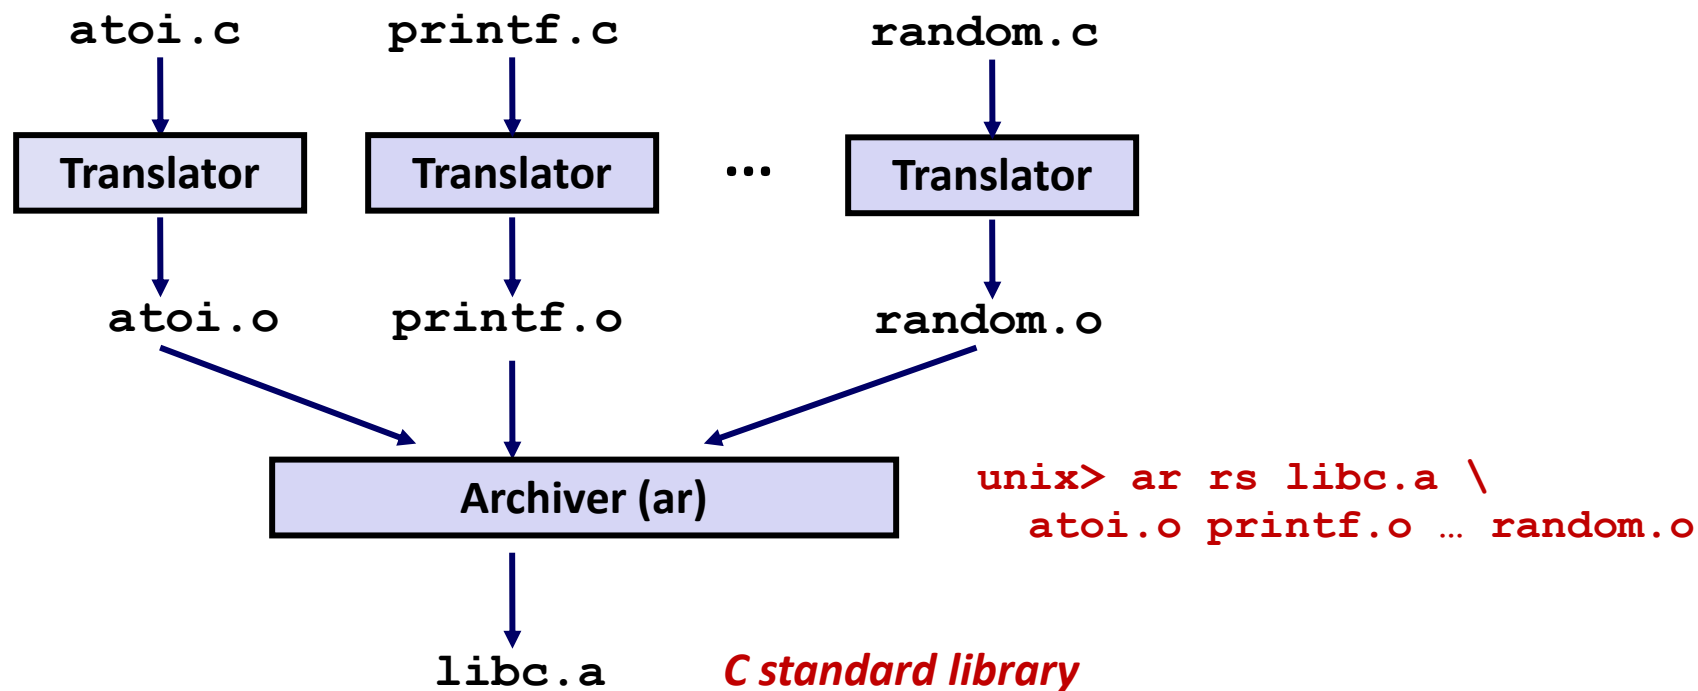 atoi.c printf.c random.c
Translator Translator ... Translator
atoi.o printf.o random.o
Archiver (ar)
unix> ar rs libc.a \
atoi.o printf.o … random.o
libc.a C standard library